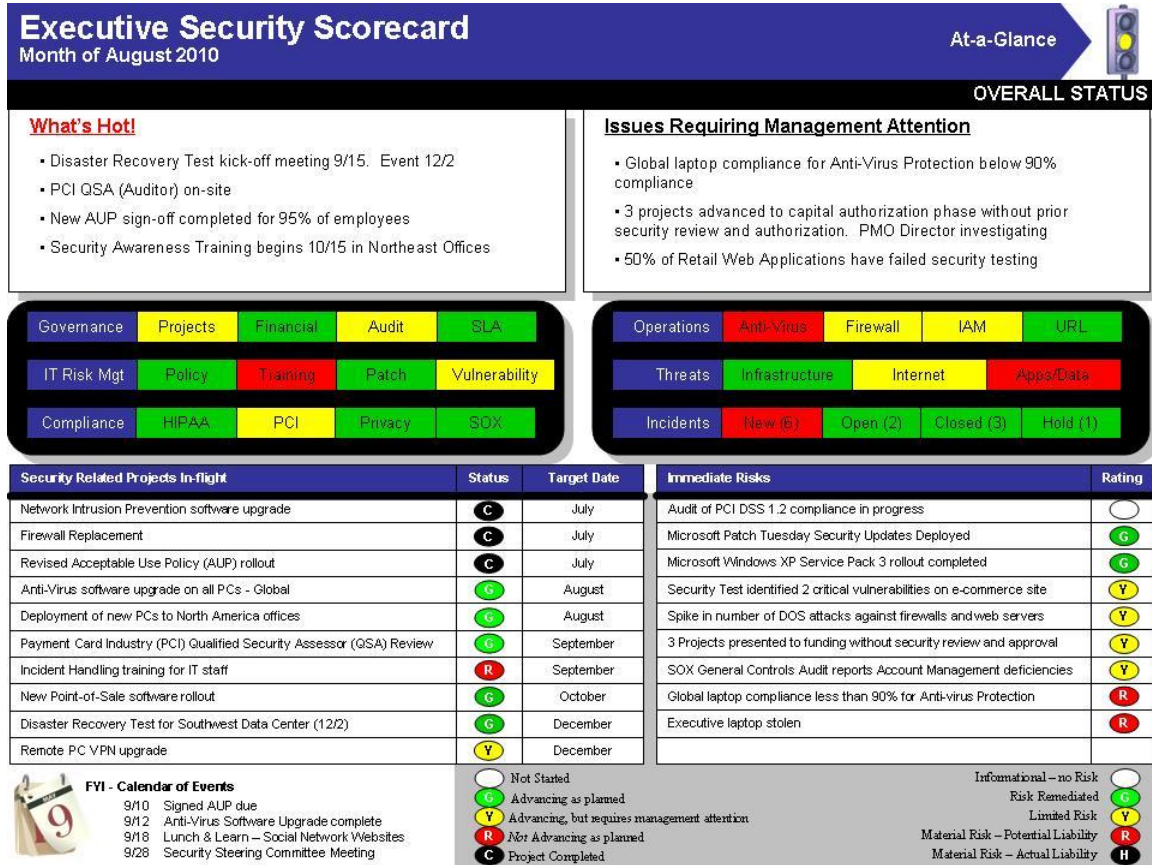 Executive Security Scorecard
Month of August 2010
At-a-Glance
OVERALL STATUS
What's Hot!
▪ Disaster Recovery Test kick-off meeting 9/15. Event 12/2
▪ PCI QSA (Auditor) on-site
▪ New AUP sign-off completed for 95% of employees
▪ Security Awareness Training begins 10/15 in Northeast Offices
Issues Requiring Management Attention
▪ Global laptop compliance for Anti-Virus Protection below 90%
compliance
▪ 3 projects advanced to capital authorization phase without prior
security review and authorization. PMO Director investigating
▪ 50% of Retail Web Applications have failed security testing
Governance Projects Financial Audit SLA
IT Risk Mgt Policy Training Patch Vulnerability
Compliance HIPAA PCI Privacy SOX
Operations Anti-Virus Firewall IAM URL
Threats Infrastructure Internet Apps/Data
Incidents New (6) Open (2) Closed (3) Hold (1)
Security Related Projects In-flight Status Target Date
Network Intrusion Prevention software upgrade C July
Firewall Replacement C July
Revised Acceptable Use Policy (AUP) rollout C July
Anti-Virus software upgrade on all PCs - Global G August
Deployment of new PCs to North America offices G August
Payment Card Industry (PCI) Qualified Security Assessor (QSA) Review G September
Incident Handling training for IT staff R September
New Point-of-Sale software rollout G October
Disaster Recovery Test for Southwest Data Center (12/2) G December
Remote PC VPN upgrade Y December
Immediate Risks Rating
Audit of PCI DSS 1.2 compliance in progress
Microsoft Patch Tuesday Security Updates Deployed G
Microsoft Windows XP Service Pack 3 rollout completed G
Security Test identified 2 critical vulnerabilities on e-commerce site Y
Spike in number of DOS attacks against firewalls and web servers Y
3 Projects presented to funding without security review and approval Y
SOX General Controls Audit reports Account Management deficiencies Y
Global laptop compliance less than 90% for Anti-virus Protection R
Executive laptop stolen R
MAY
19
FYI - Calendar of Events
9/10 Signed AUP due
9/12 Anti-Virus Software Upgrade complete
9/18 Lunch & Learn – Social Network Websites
9/28 Security Steering Committee Meeting
Not Started
G Advancing as planned
Y Advancing, but requires management attention
R Not Advancing as planned
C Project Completed
Informational – no Risk
Risk Remediated G
Limited Risk Y
Material Risk – Potential Liability R
Material Risk – Actual Liability H